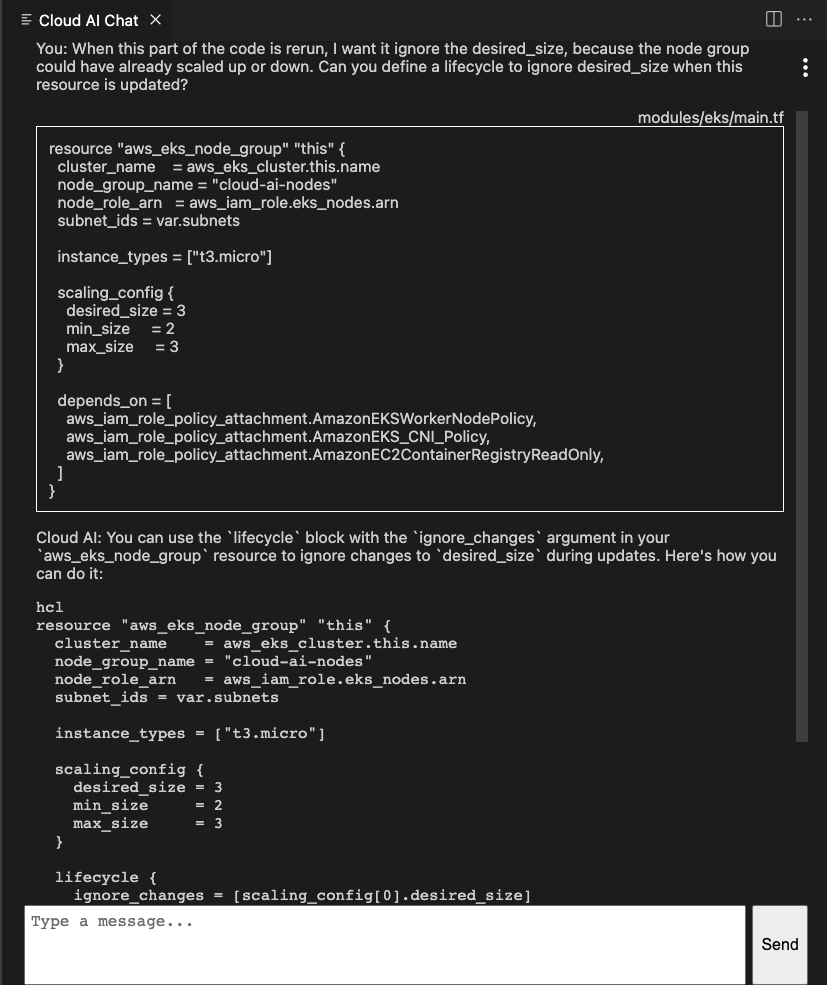 Cloud AI Chat
You: When this part of the code is rerun, I want it ignore the desired_size, because the node group
could have already scaled up or down. Can you define a lifecycle to ignore desired_size when this
resource is updated?
modules/eks/main.tf
resource "aws_eks_node_group" "this" {
  cluster_name    = aws_eks_cluster.this.name
  node_group_name = "cloud-ai-nodes"
  node_role_arn   = aws_iam_role.eks_nodes.arn
  subnet_ids = var.subnets

  instance_types = ["t3.micro"]

  scaling_config {
    desired_size = 3
    min_size     = 2
    max_size     = 3
  }

  depends_on = [
    aws_iam_role_policy_attachment.AmazonEKSWorkerNodePolicy,
    aws_iam_role_policy_attachment.AmazonEKS_CNI_Policy,
    aws_iam_role_policy_attachment.AmazonEC2ContainerRegistryReadOnly,
  ]
}
Cloud AI: You can use the `lifecycle` block with the `ignore_changes` argument in your
`aws_eks_node_group` resource to ignore changes to `desired_size` during updates. Here's how you
can do it:
hcl
resource "aws_eks_node_group" "this" {
  cluster_name    = aws_eks_cluster.this.name
  node_group_name = "cloud-ai-nodes"
  node_role_arn   = aws_iam_role.eks_nodes.arn
  subnet_ids = var.subnets

  instance_types = ["t3.micro"]

  scaling_config {
    desired_size = 3
    min_size     = 2
    max_size     = 3
  }

  lifecycle {
    ignore_changes = [scaling_config[0].desired_size]
Type a message...
Send